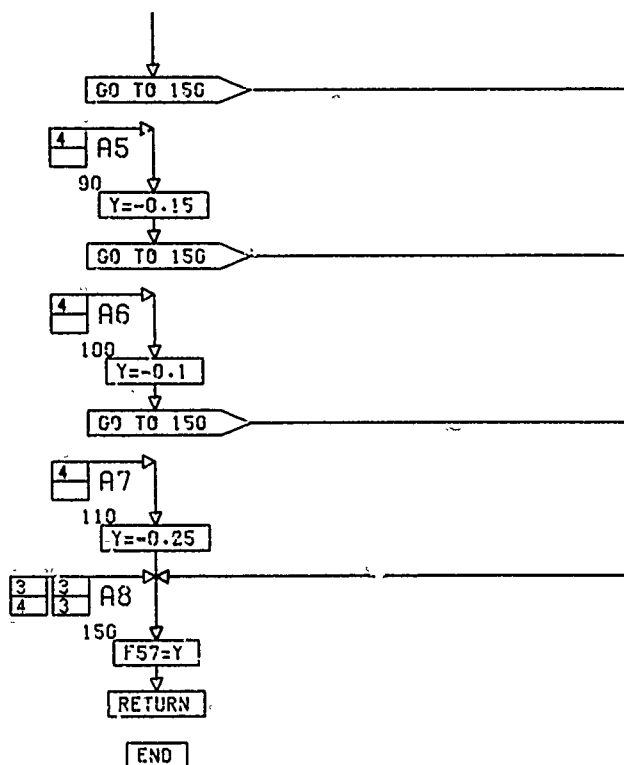 GO TO 150
4
A5
90
Y=-0.15
GO TO 150
4
A6
100
Y=-0.1
GO TO 150
4
A7
110
Y=-0.25
3 3
4 3
A8
150
F57=Y
RETURN
END